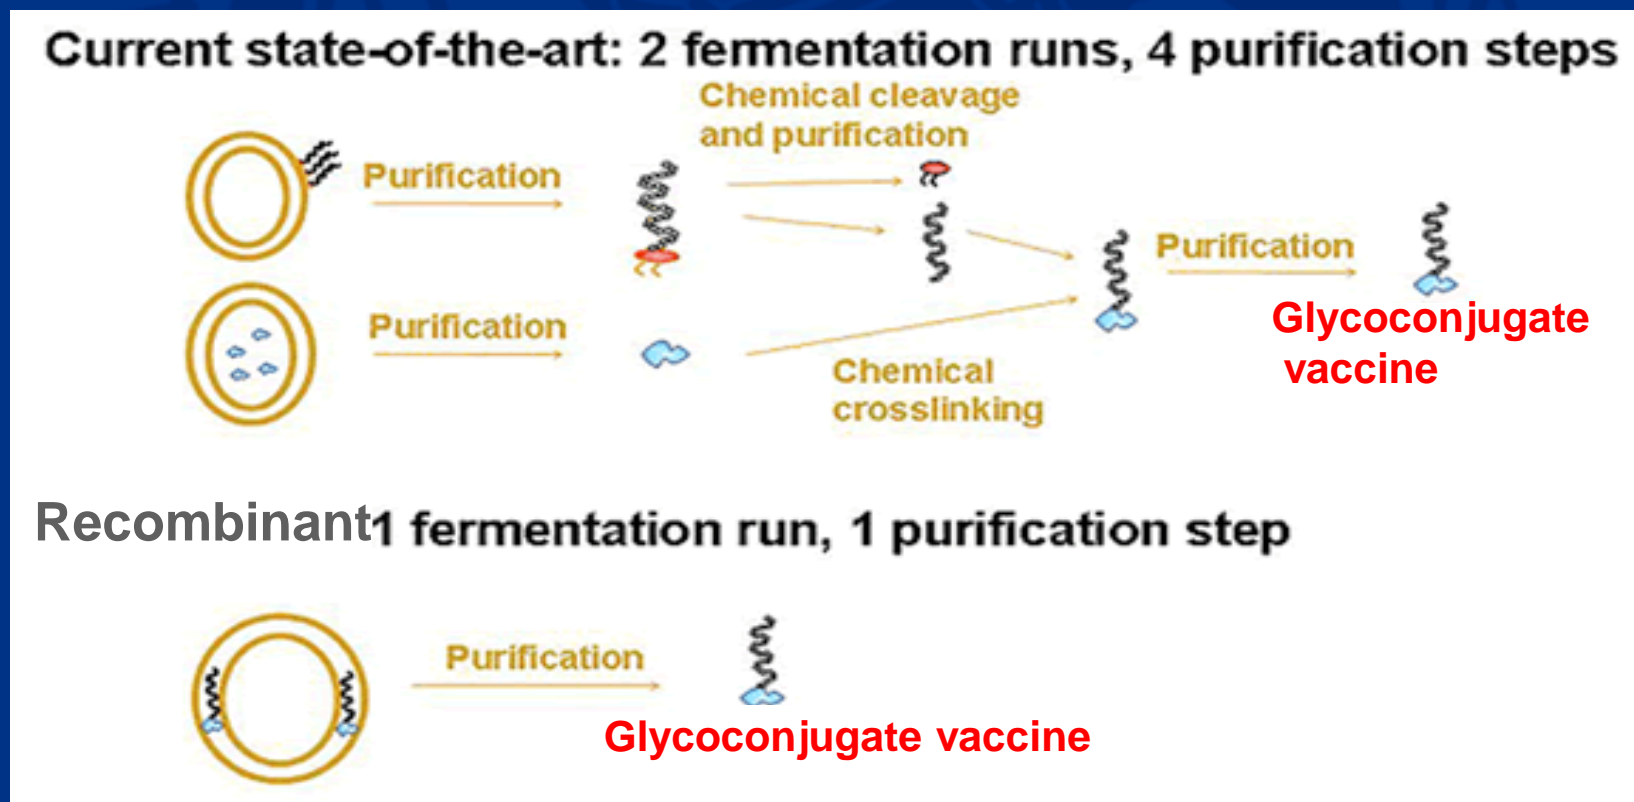 Current state-of-the-art: 2 fermentation runs, 4 purification steps
Chemical cleavage
and purification
Purification
Purification
Glycoconjugate
vaccine
Purification
Chemical
crosslinking
Recombinant1 fermentation run, 1 purification step
Purification
Glycoconjugate vaccine